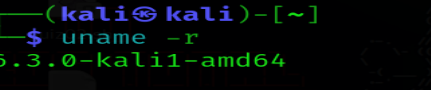 ──(kali㉿kali)-[~]
─$ uname -r
6.3.0-kali1-amd64